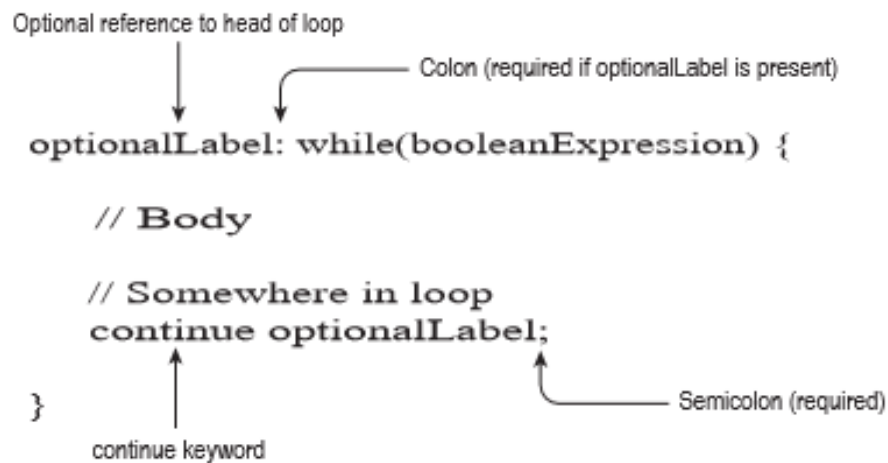 Optional reference to head of loop
Colon (required if optionalLabel is present)
optionalLabel: while(booleanExpression) {
// Body
// Somewhere in loop
continue optionalLabel;
}
Semicolon (required)
continue keyword